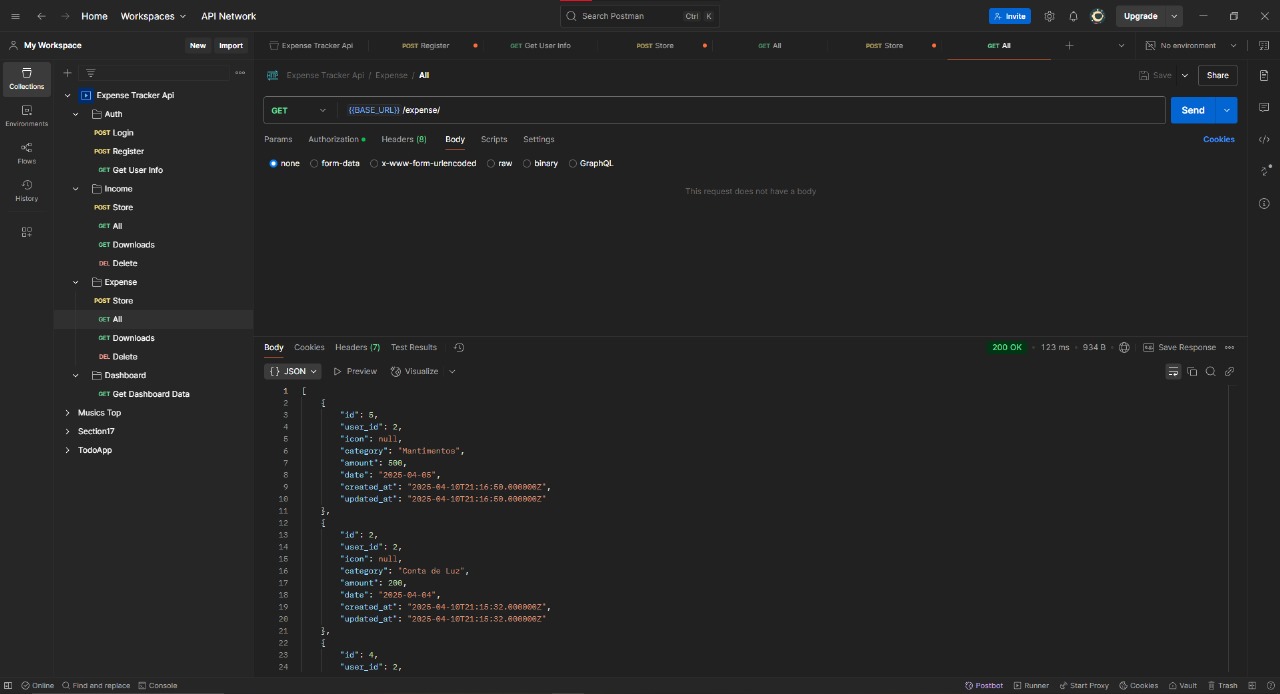 Home Workspaces API Network Search Postman Ctrl K Invite Upgrade
My Workspace New Import Expense Tracker Api POST Register GET Get User Info POST Store GET All POST Store GET All No environment
Collections
Environments
Flows
History
Expense Tracker Api
Auth
POST Login
POST Register
GET Get User Info
Income
POST Store
GET All
GET Downloads
DEL Delete
Expense
POST Store
GET All
GET Downloads
DEL Delete
Dashboard
GET Get Dashboard Data
Musics Top
Section17
TodoApp
Expense Tracker Api / Expense / All Save Share
GET {{BASE_URL}} /expense/ Send
Params Authorization Headers (8) Body Scripts Settings Cookies
none form-data x-www-form-urlencoded raw binary GraphQL
This request does not have a body
Body Cookies Headers (7) Test Results 200 OK 123 ms 934 B Save Response
{} JSON Preview Visualize
1 [
2 {
3 "id": 5,
4 "user_id": 2,
5 "icon": null,
6 "category": "Mantimentos",
7 "amount": 500,
8 "date": "2025-04-05",
9 "created_at": "2025-04-10T21:16:50.000000Z",
10 "updated_at": "2025-04-10T21:16:50.000000Z"
11 },
12 {
13 "id": 2,
14 "user_id": 2,
15 "icon": null,
16 "category": "Conta de Luz",
17 "amount": 200,
18 "date": "2025-04-04",
19 "created_at": "2025-04-10T21:15:32.000000Z",
20 "updated_at": "2025-04-10T21:15:32.000000Z"
21 },
22 {
23 "id": 4,
24 "user_id": 2,
Online Find and replace Console Postbot Runner Start Proxy Cookies Vault Trash